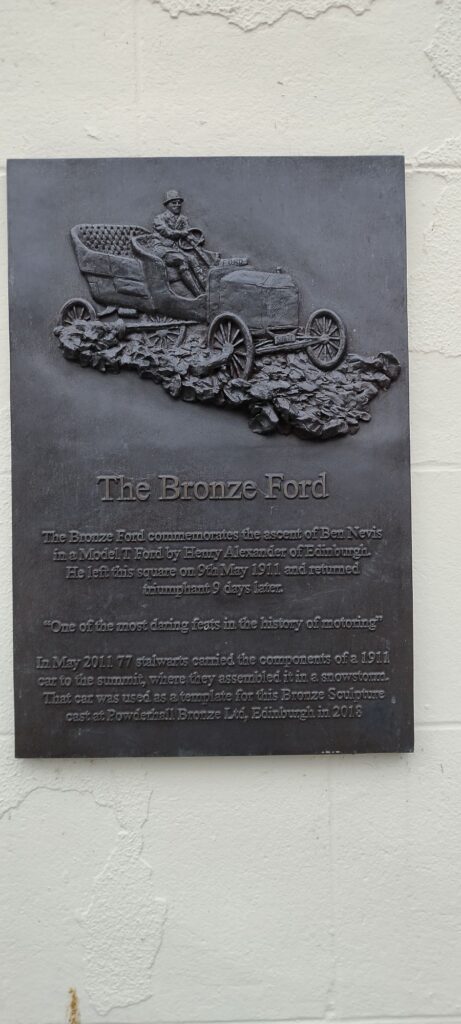 The Bronze Ford
The Bronze Ford commemorates the ascent of Ben Nevis
in a Model T Ford by Henry Alexander of Edinburgh.
He left this square on 9th May 1911 and returned
triumphant 9 days later.
“One of the most daring feats in the history of motoring”
In May 2011 77 stalwarts carried the components of a 1911
car to the summit, where they assembled it in a snowstorm.
That car was used as a template for this Bronze Sculpture
cast at Powderhall Bronze Ltd, Edinburgh in 2018